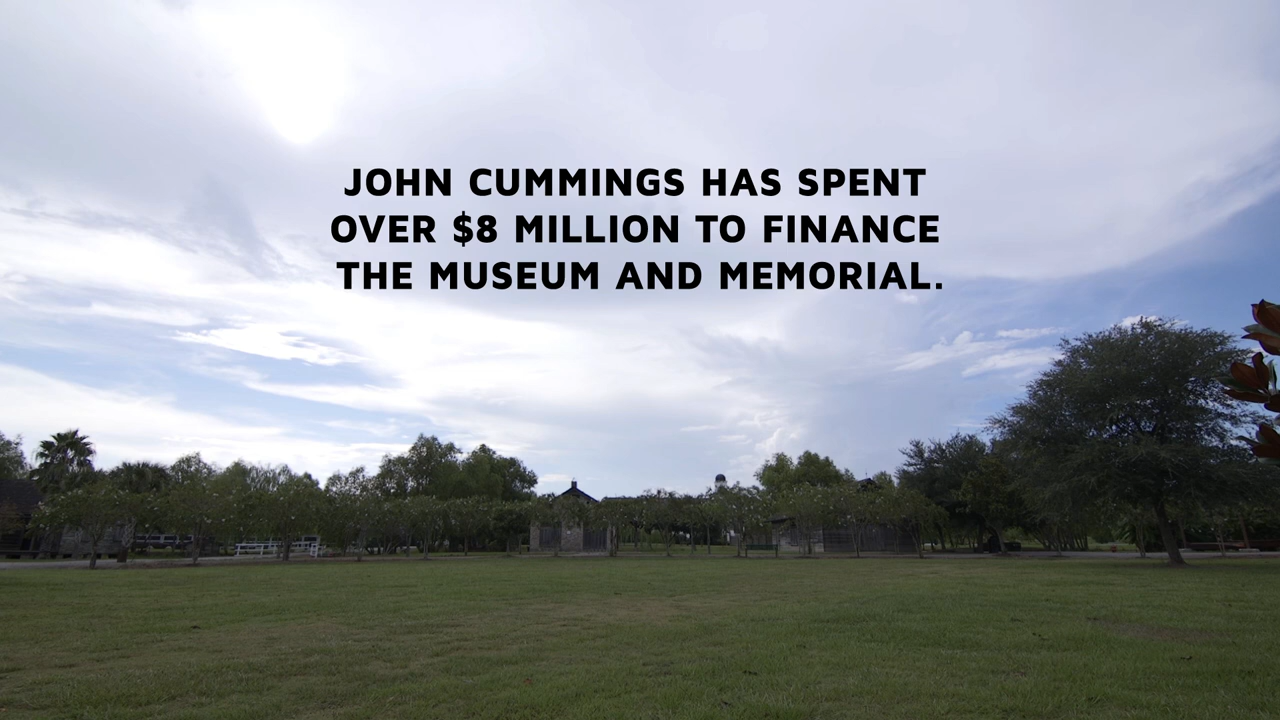 JOHN CUMMINGS HAS SPENT
OVER $8 MILLION TO FINANCE
THE MUSEUM AND MEMORIAL.